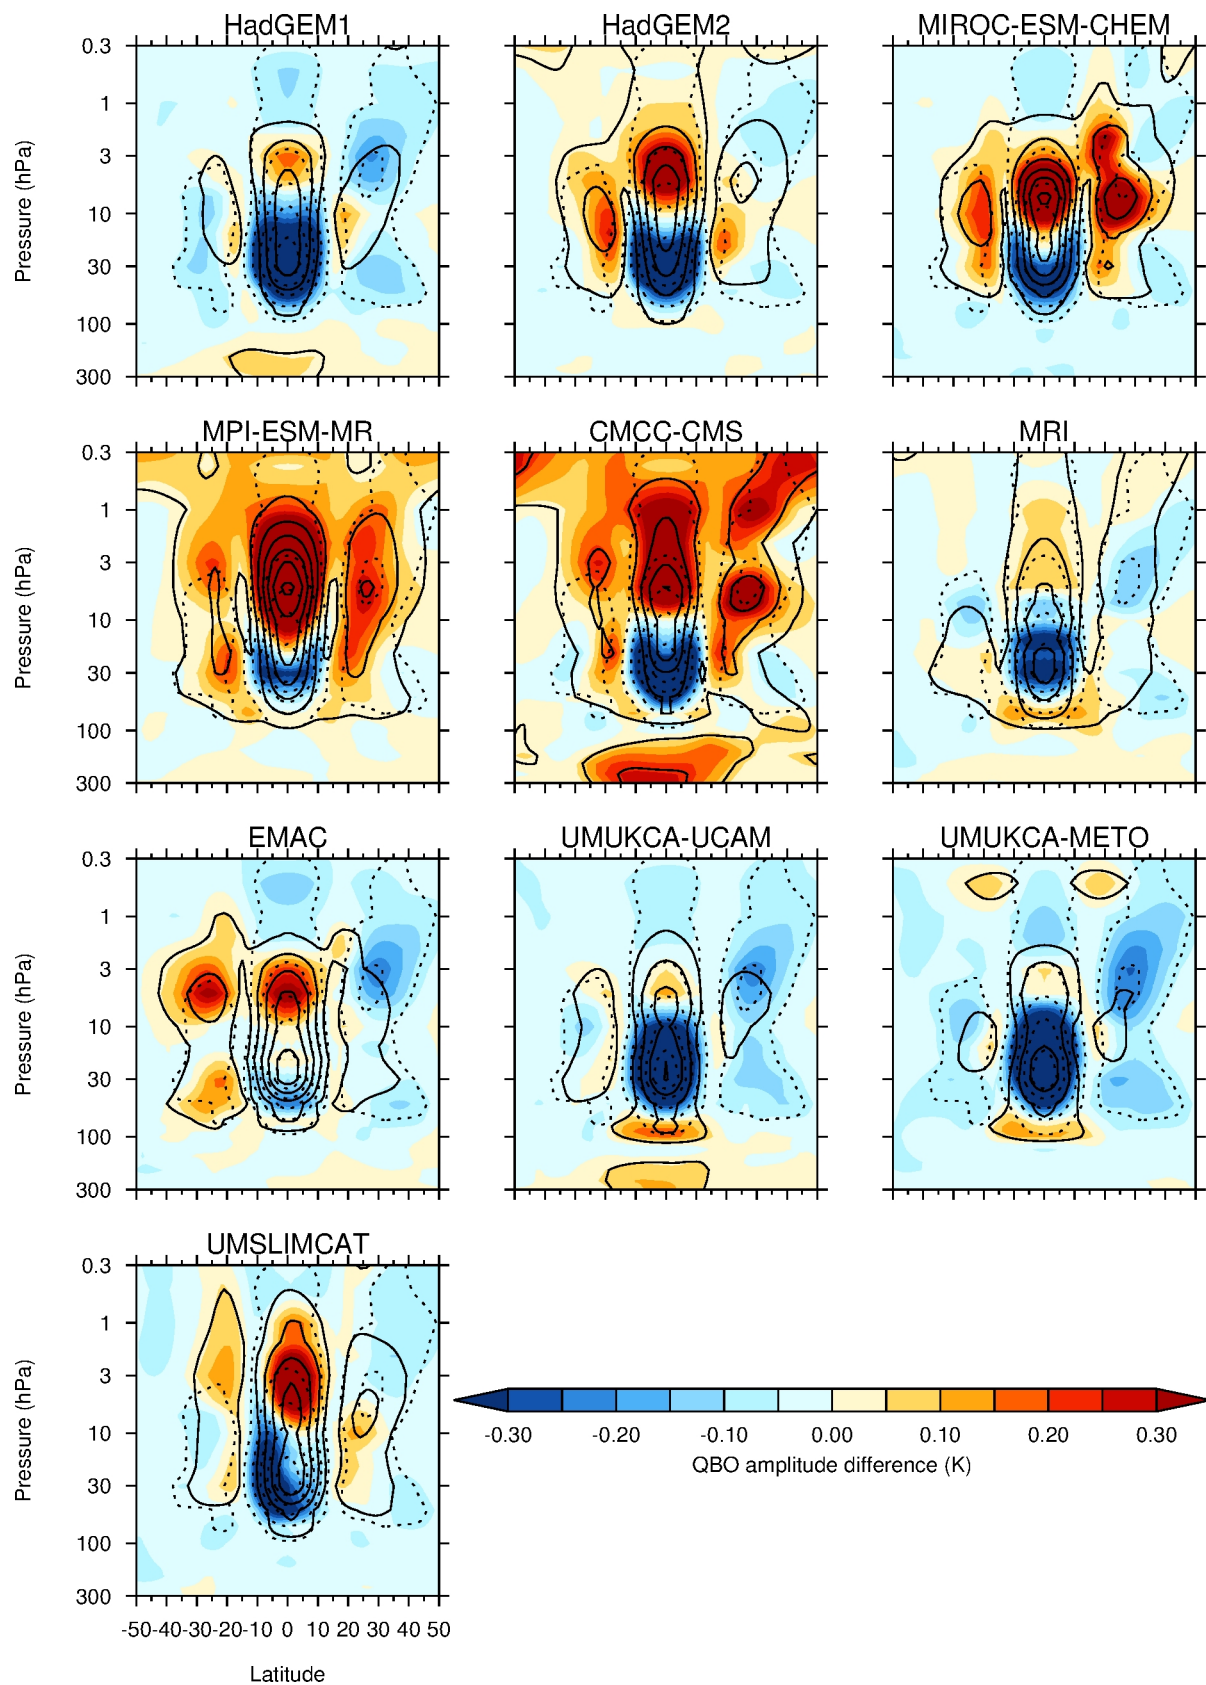 HadGEM1 HadGEM2 MIROC-ESM-CHEM
0.3
1
3
10
30
100
300
Pressure (hPa)
MPI-ESM-MR CMCC-CMS MRI
0.3
1
3
10
30
100
300
Pressure (hPa)
EMAC UMUKCA-UCAM UMUKCA-METO
0.3
1
3
10
30
100
300
Pressure (hPa)
UMSLIMCAT
0.3
1
3
10
30
100
300
Pressure (hPa)
-50 -40 -30 -20 -10 0 10 20 30 40 50
Latitude
-0.30 -0.20 -0.10 0.00 0.10 0.20 0.30
QBO amplitude difference (K)